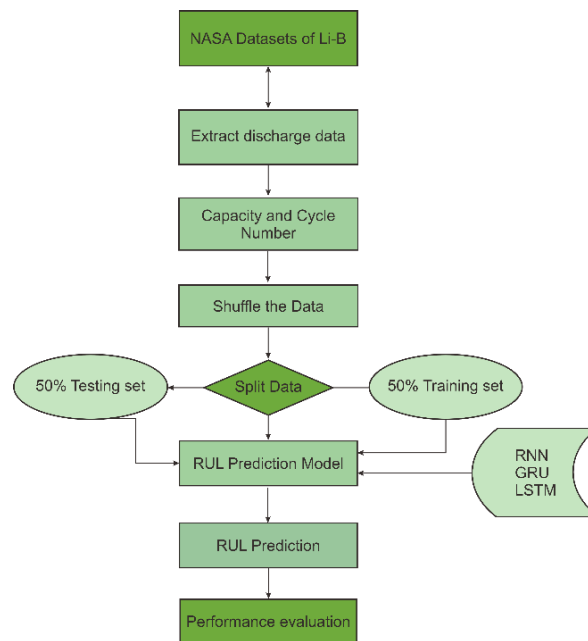 NASA Datasets of Li-B
Extract discharge data
Capacity and Cycle
Number
Shuffle the Data
50% Testing set
Split Data
50% Training set
RUL Prediction Model
RNN
GRU
LSTM
RUL Prediction
Performance evaluation